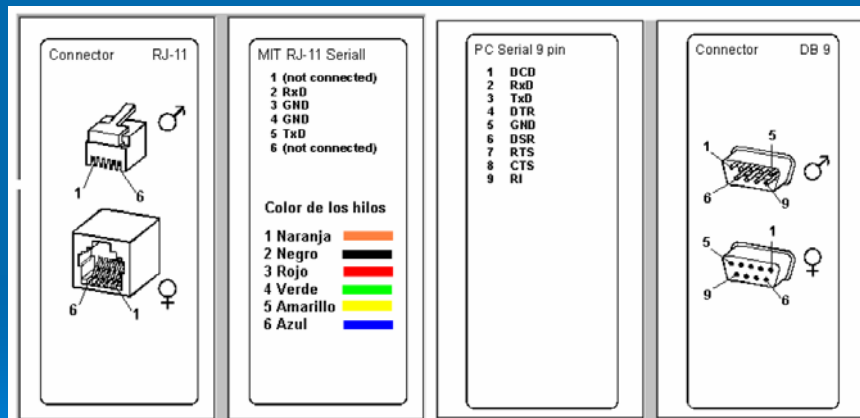 Connector RJ-11
1 6
6 1
MIT RJ-11 Seriall
1 (not connected)
2 RxD
3 GND
4 GND
5 TxD
6 (not connected)
Color de los hilos
1 Naranja
2 Negro
3 Rojo
4 Verde
5 Amarillo
6 Azul
PC Serial 9 pin
1 DCD
2 RxD
3 TxD
4 DTR
5 GND
6 DSR
7 RTS
8 CTS
9 RI
Connector DB 9
1 5
6 9
5 1
9 6